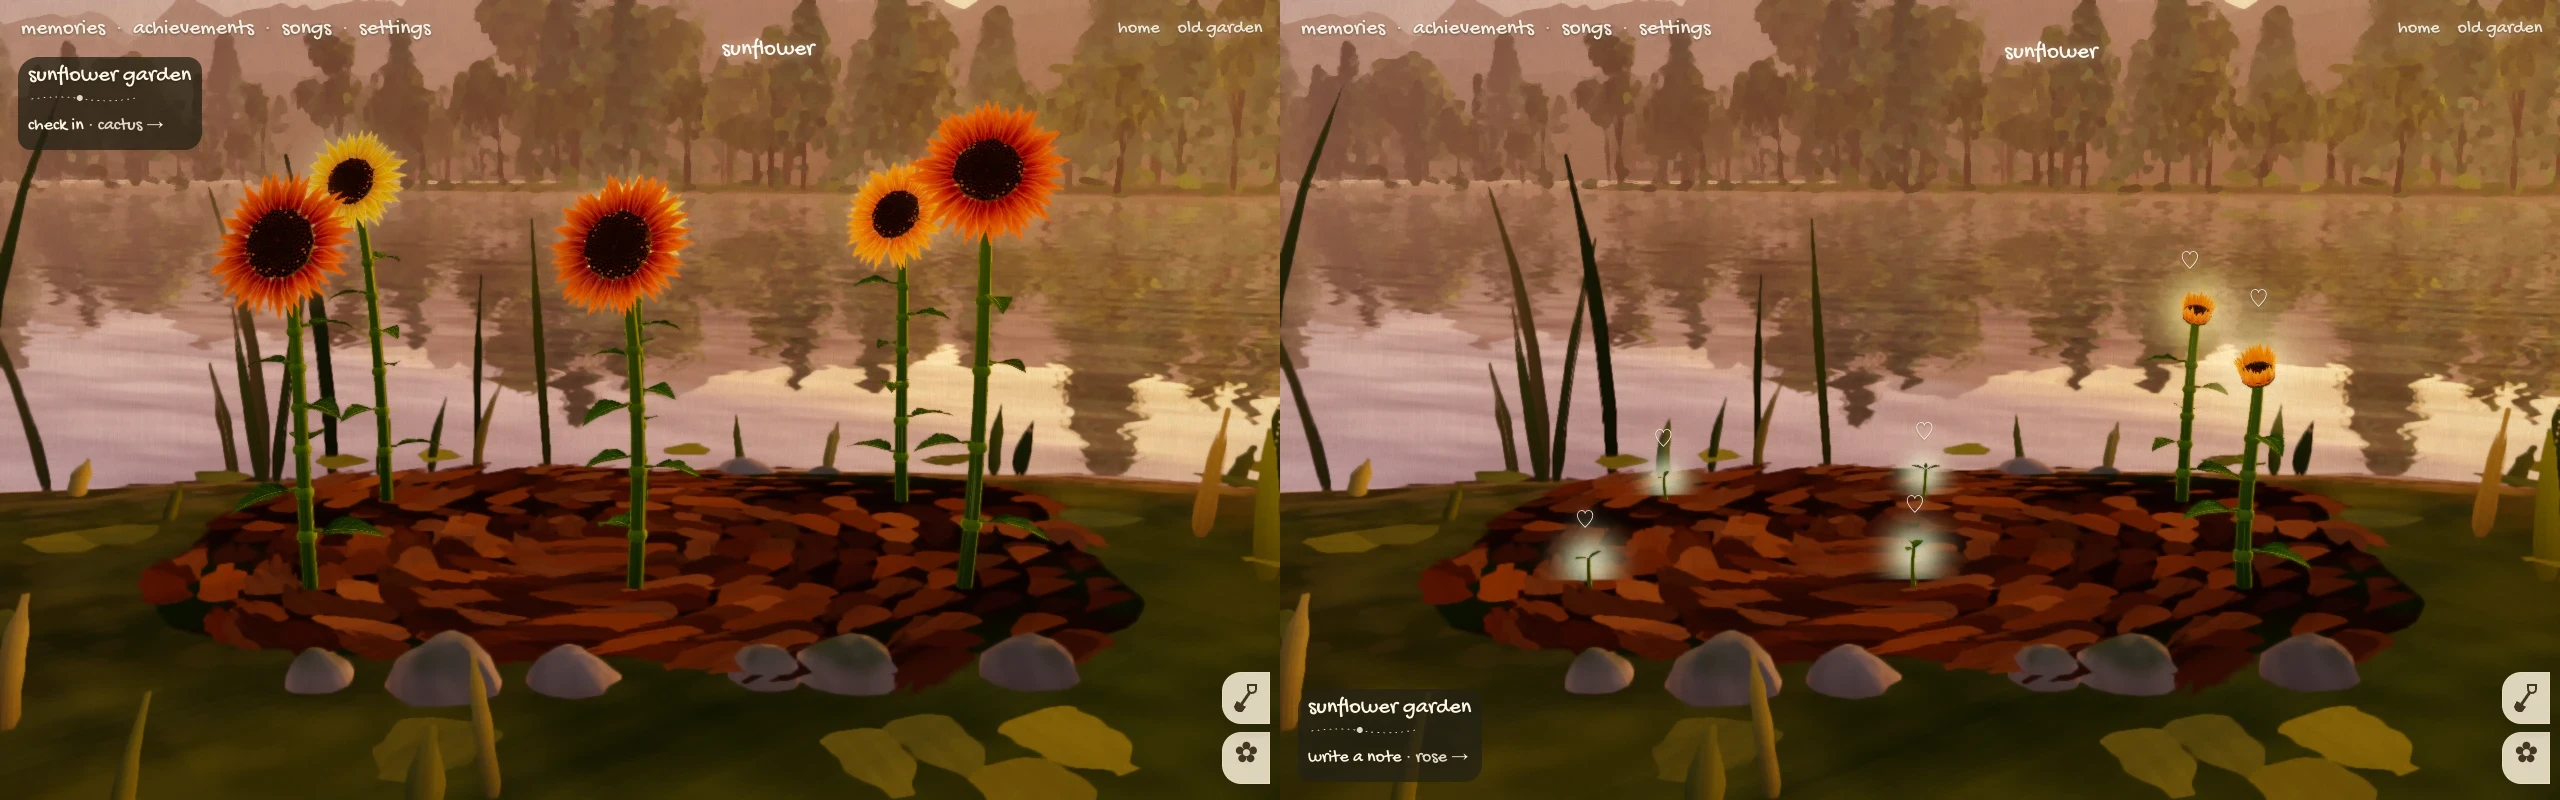 memories · achievements · songs · settings
home old garden
sunflower
sunflower garden
check in · cactus →
memories · achievements · songs · settings
home old garden
sunflower
sunflower garden
write a note · rose →